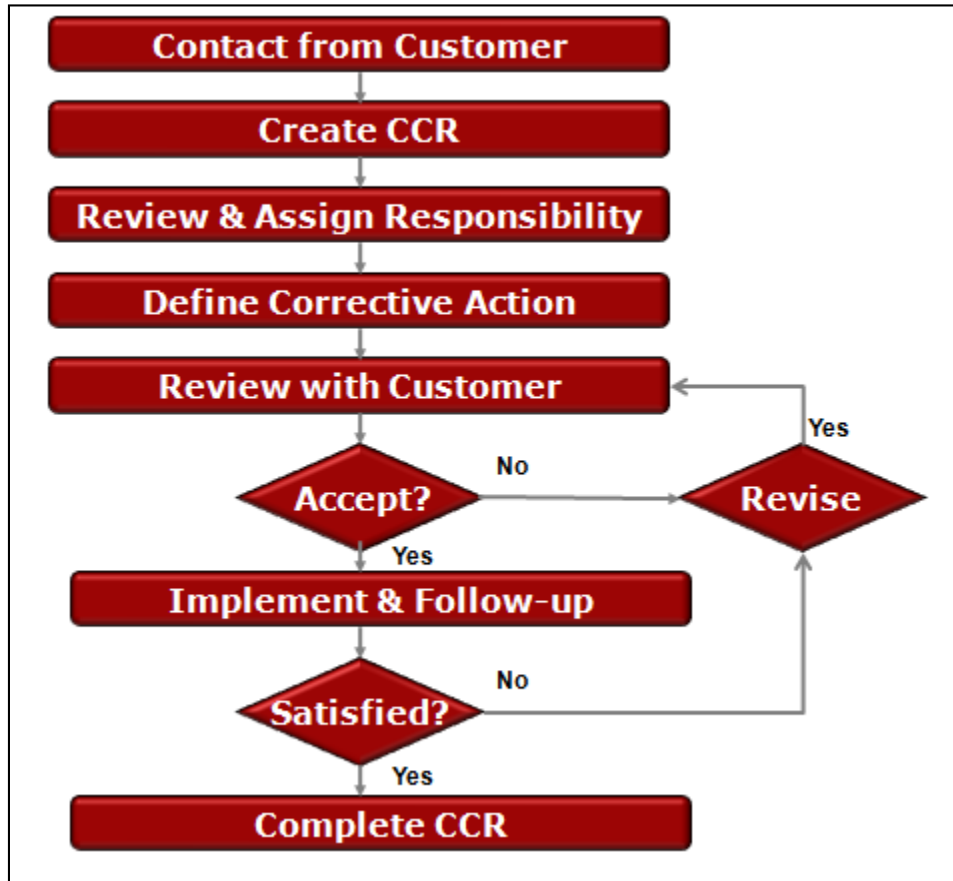 Contact from Customer
Create CCR
Review & Assign Responsibility
Define Corrective Action
Review with Customer
Yes
No
Accept?
Revise
Yes
Implement & Follow-up
No
Satisfied?
Yes
Complete CCR